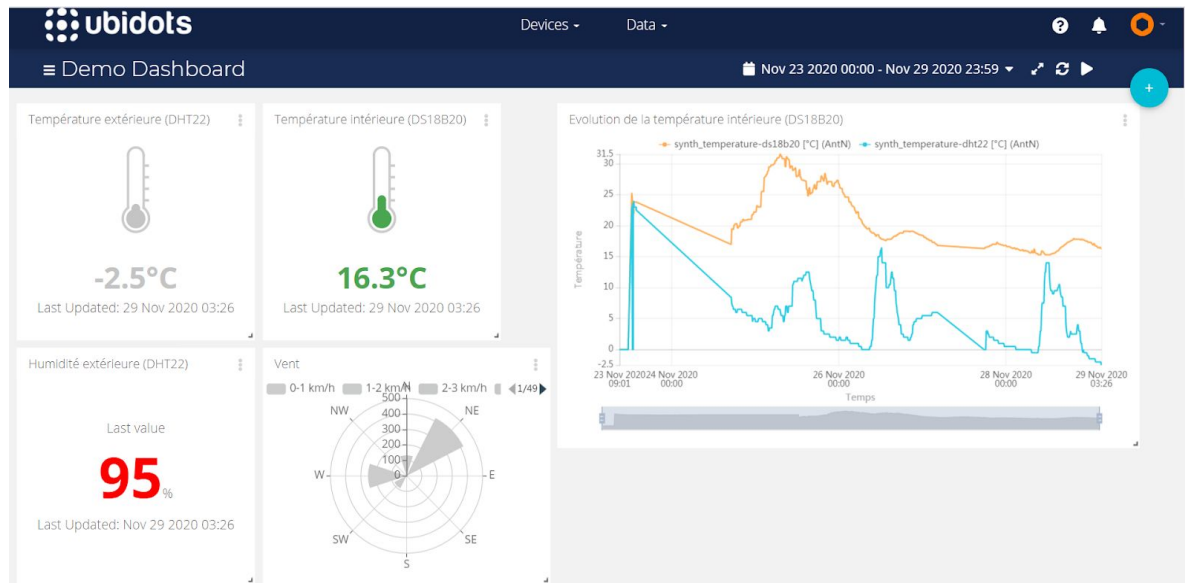 ubidots
Devices
Data
Demo Dashboard
Nov 23 2020 00:00 - Nov 29 2020 23:59
+
Température extérieure (DHT22)
-2.5°C
Last Updated: 29 Nov 2020 03:26
Température intérieure (DS18B20)
16.3°C
Last Updated: 29 Nov 2020 03:26
Evolution de la température intérieure (DS18B20)
synth_temperature-ds18b20 [°C] (AntN) synth_temperature-dht22 [°C] (AntN)
31.5
30
25
20
15
10
5
0
-2.5
Température
23 Nov 2020 09:01
24 Nov 2020 00:00
26 Nov 2020 00:00
28 Nov 2020 00:00
29 Nov 2020 03:26
Temps
Humidité extérieure (DHT22)
Last value
95%
Last Updated: Nov 29 2020 03:26
Vent
0-1 km/h 1-2 km/h 2-3 km/h 1/49
N
NE
E
SE
S
SW
W
NW
500
400
300
200
100
0